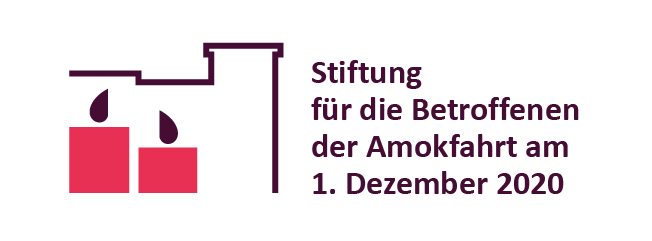 Stiftung
für die Betroffenen
der Amokfahrt am
1. Dezember 2020